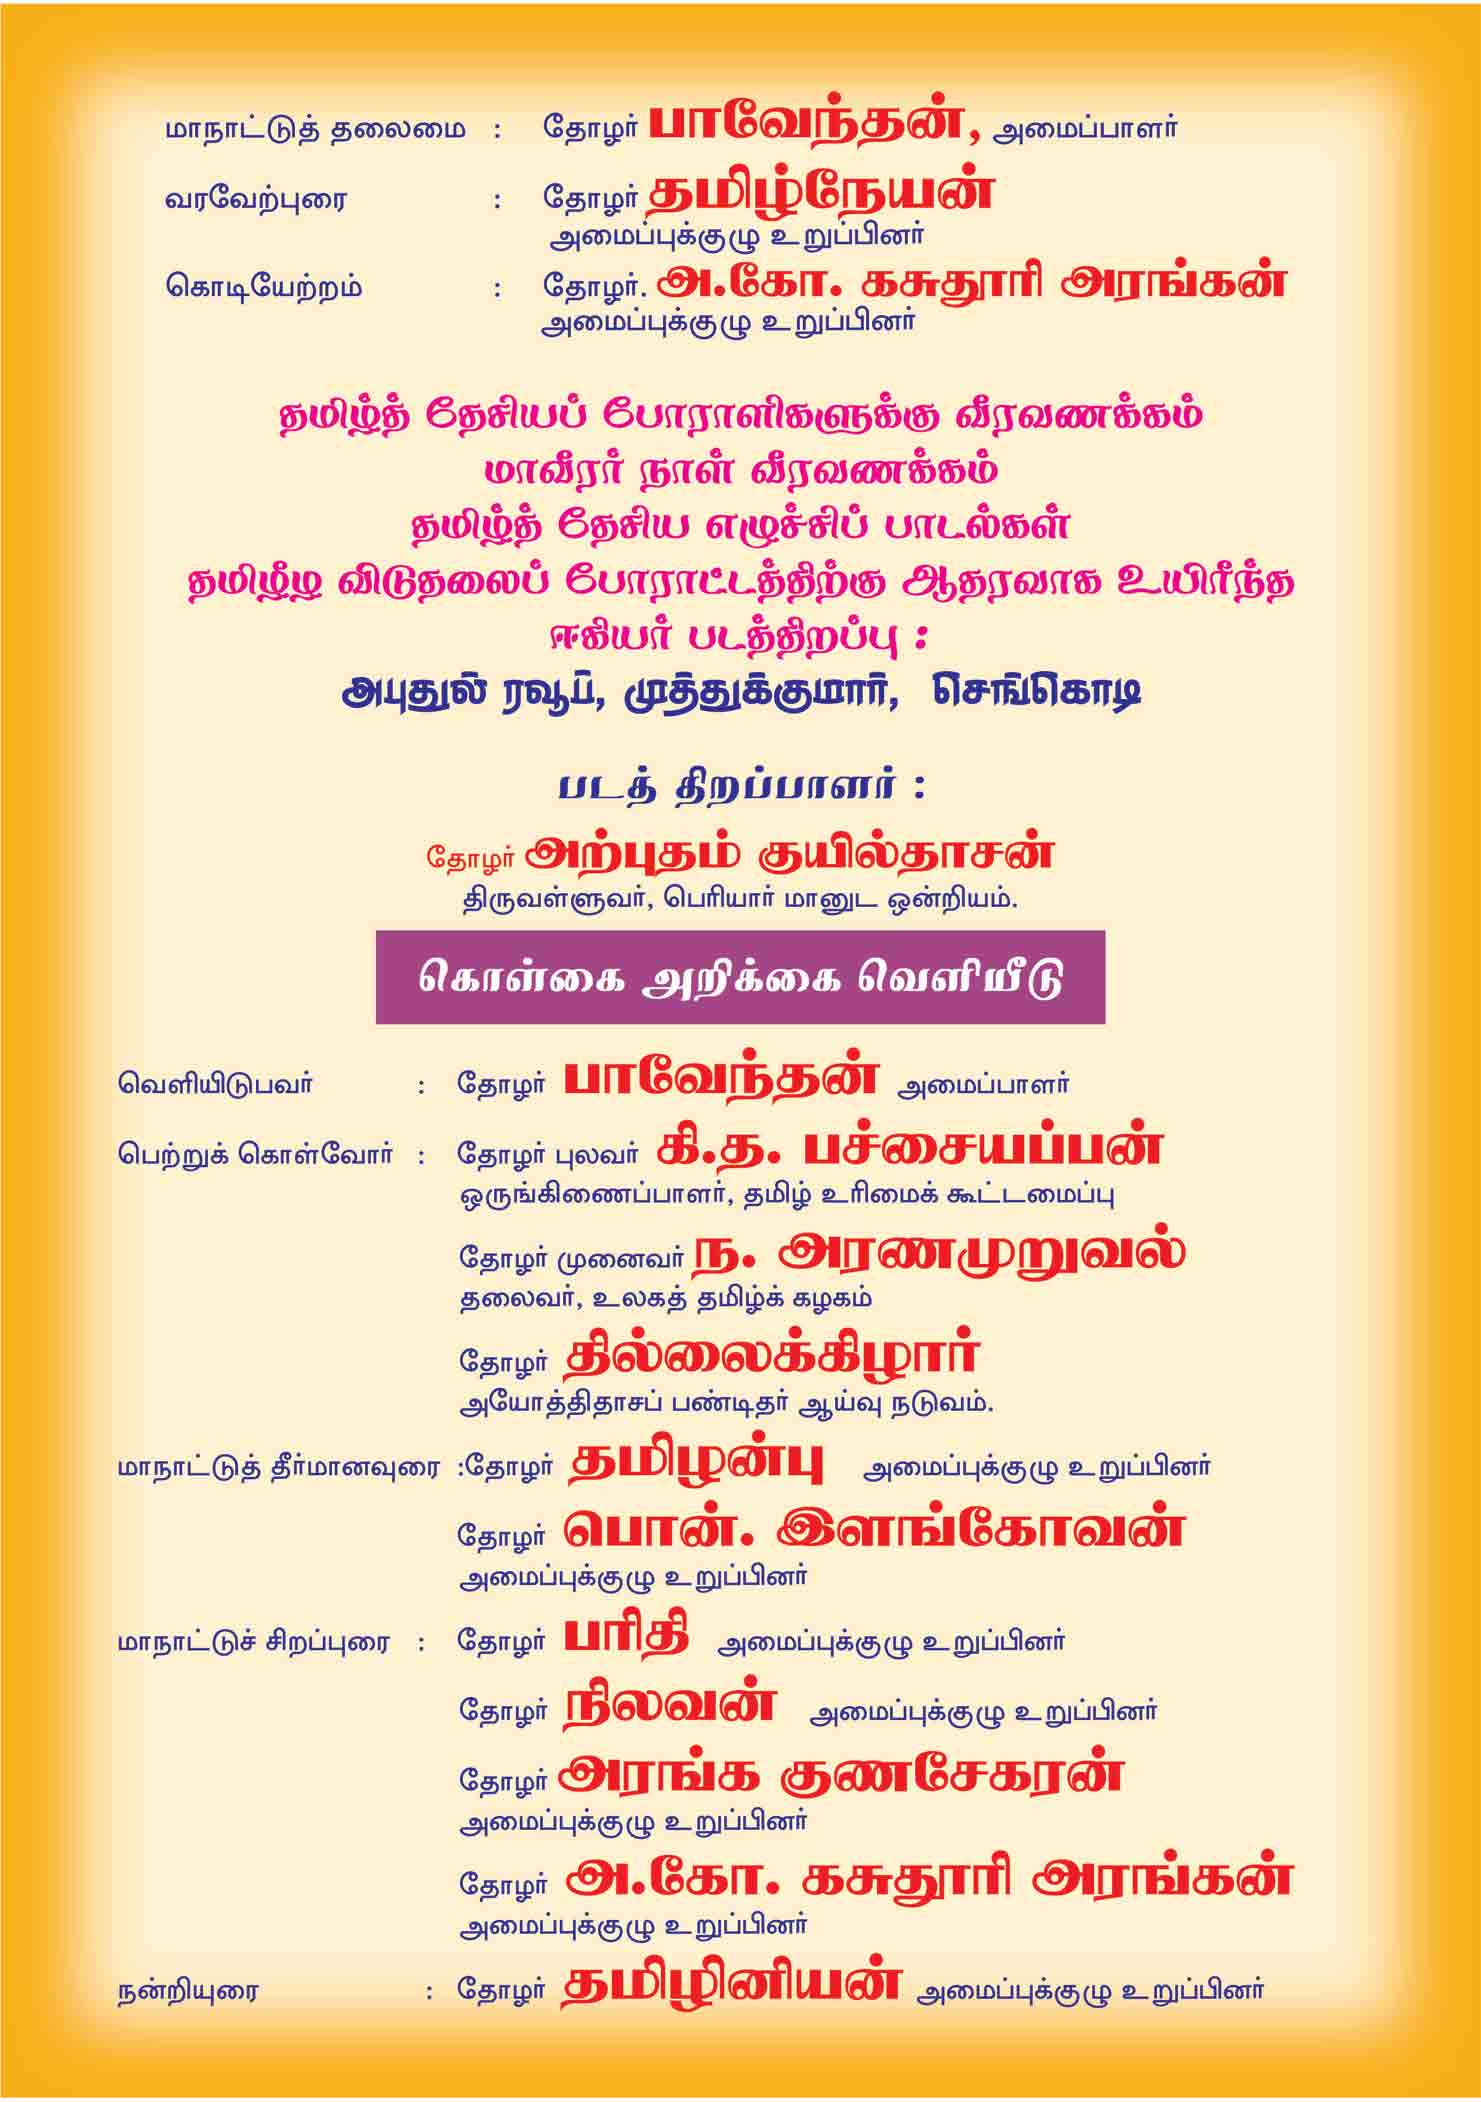 மாநாட்டுத் தலைமை : தோழர் பாவேந்தன், அமைப்பாளர்
வரவேற்புரை : தோழர் தமிழ்நேயன்
அமைப்புக்குழு உறுப்பினர்
கொடியேற்றம் : தோழர். அ.கோ. கசுதூரி அரங்கன்
அமைப்புக்குழு உறுப்பினர்
தமிழ்த் தேசியப் போராளிகளுக்கு வீரவணக்கம்
மாவீரர் நாள் வீரவணக்கம்
தமிழ்த் தேசிய எழுச்சிப் பாடல்கள்
தமிழீழ விடுதலைப் போராட்டத்திற்கு ஆதரவாக உயிரீந்த
ஈகியர் படத்திறப்பு :
அபுதுல் ரவூப், முத்துக்குமார், செங்கொடி
படத் திறப்பாளர் :
தோழர் அற்புதம் குயில்தாசன்
திருவள்ளுவர், பெரியார் மானுட ஒன்றியம்.
கொள்கை அறிக்கை வெளியீடு
வெளியிடுபவர் : தோழர் பாவேந்தன் அமைப்பாளர்
பெற்றுக் கொள்வோர் : தோழர் புலவர் கி.த. பச்சையப்பன்
ஒருங்கிணைப்பாளர், தமிழ் உரிமைக் கூட்டமைப்பு
தோழர் முனைவர் ந. அரணமுறுவல்
தலைவர், உலகத் தமிழ்க் கழகம்
தோழர் தில்லைக்கிழார்
அயோத்திதாசப் பண்டிதர் ஆய்வு நடுவம்.
மாநாட்டுத் தீர்மானவுரை :தோழர் தமிழன்பு அமைப்புக்குழு உறுப்பினர்
தோழர் பொன். இளங்கோவன்
அமைப்புக்குழு உறுப்பினர்
மாநாட்டுச் சிறப்புரை : தோழர் பரிதி அமைப்புக்குழு உறுப்பினர்
தோழர் நிலவன் அமைப்புக்குழு உறுப்பினர்
தோழர் அரங்க குணசேகரன்
அமைப்புக்குழு உறுப்பினர்
தோழர் அ.கோ. கசுதூரி அரங்கன்
அமைப்புக்குழு உறுப்பினர்
நன்றியுரை : தோழர் தமிழினியன் அமைப்புக்குழு உறுப்பினர்